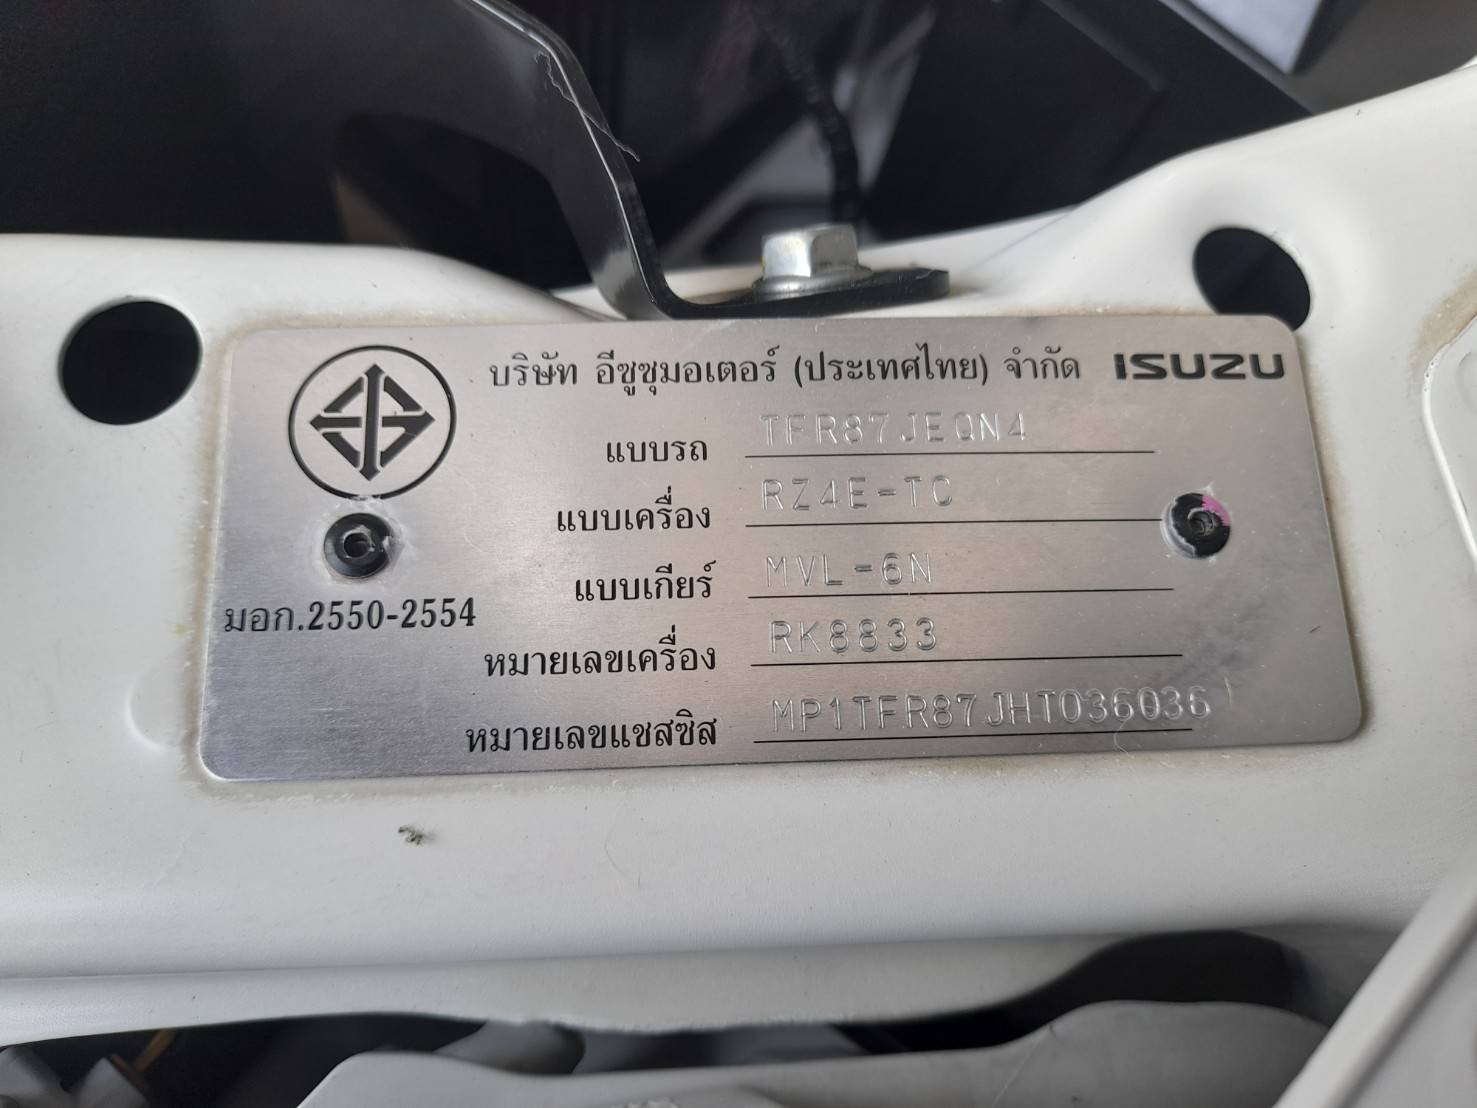 บริษัท อีซูซุมอเตอร์ (ประเทศไทย) จำกัด ISUZU
แบบรถ TFR87JEQN4
แบบเครื่อง RZ4E-TC
แบบเกียร์ MVL-6N
มอก.2550-2554
หมายเลขเครื่อง RK8833
หมายเลขแชสซิส MP1TFR87JHT036036